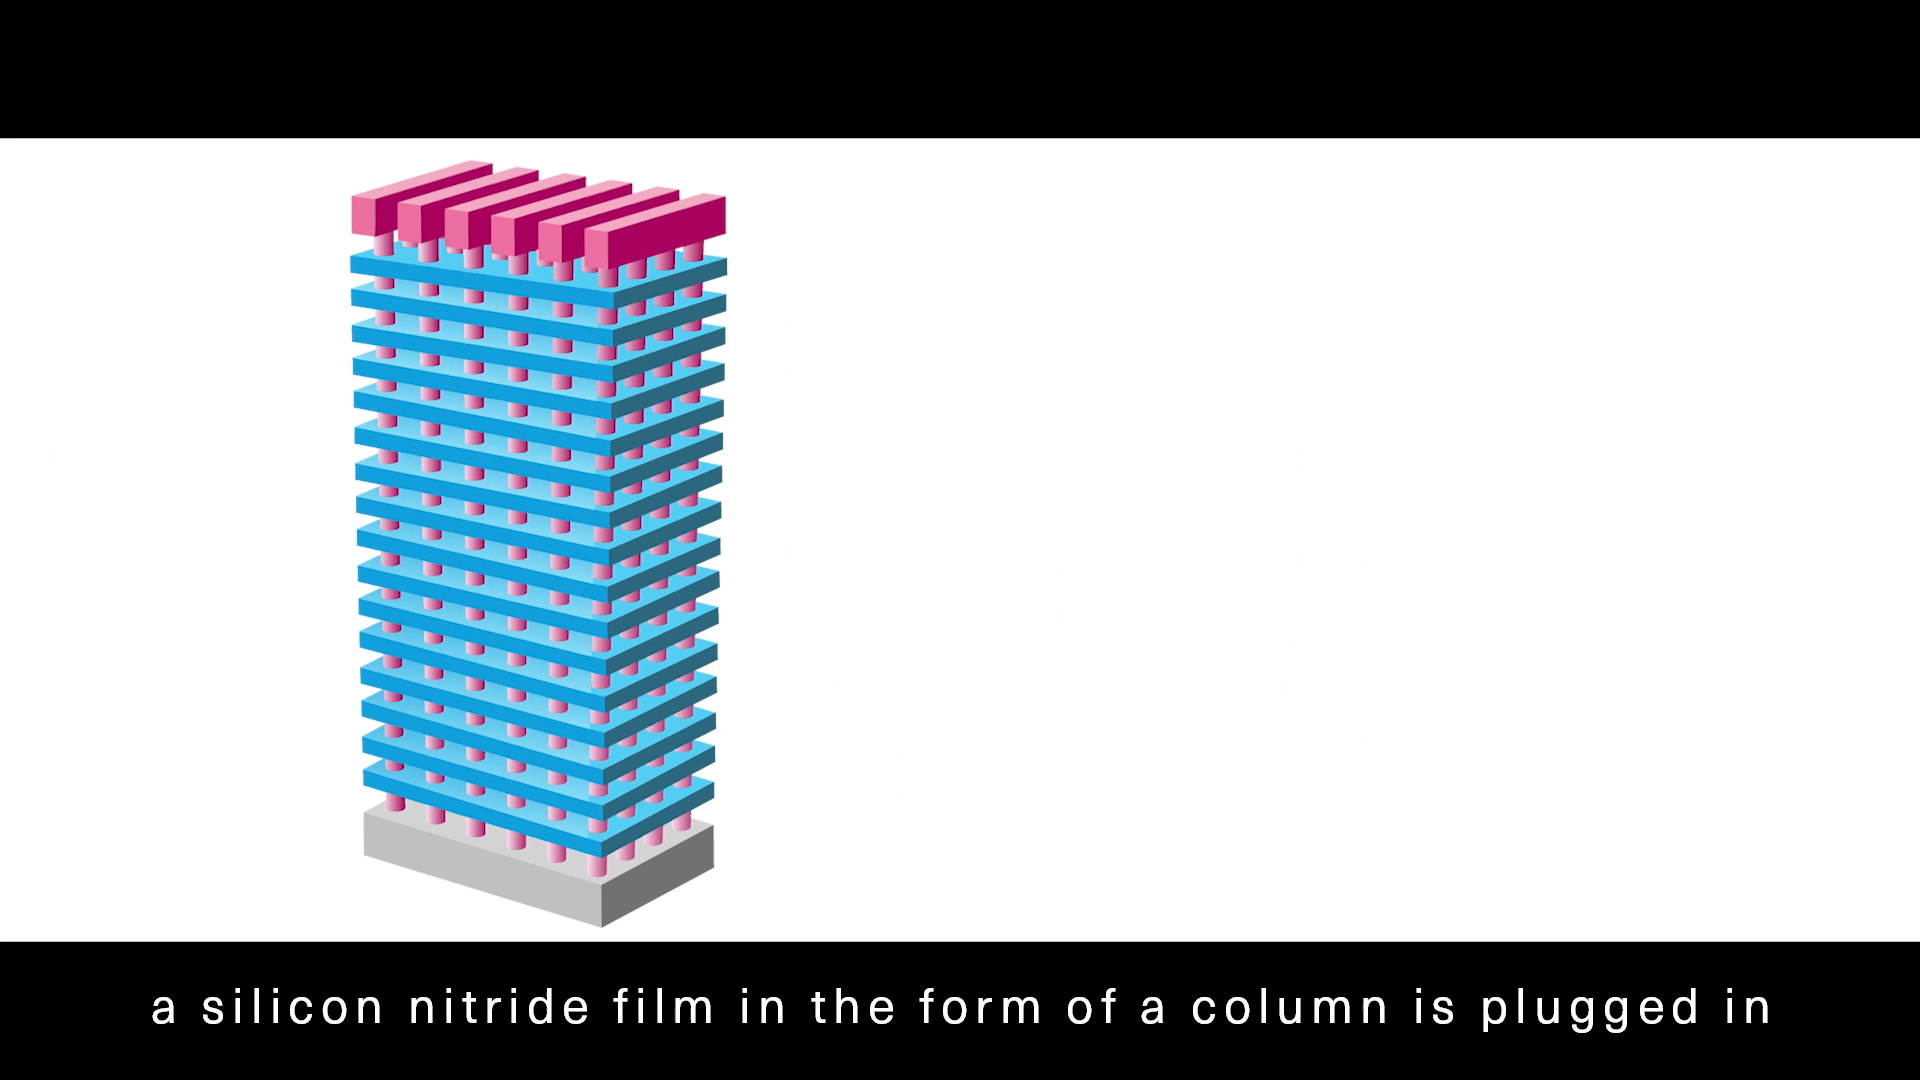 a silicon nitride film in the form of a column is plugged in